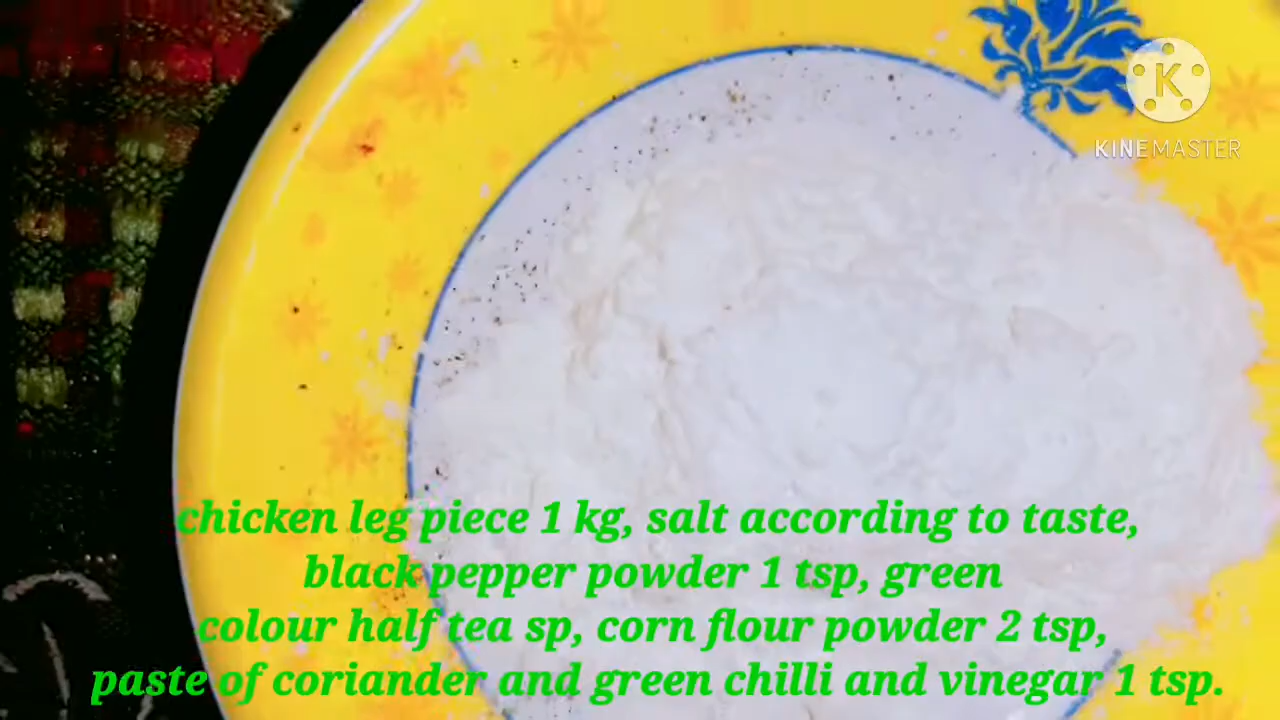 K
KINEMASTER
chicken leg piece 1 kg, salt according to taste,
black pepper powder 1 tsp, green
colour half tea sp, corn flour powder 2 tsp,
paste of coriander and green chilli and vinegar 1 tsp.